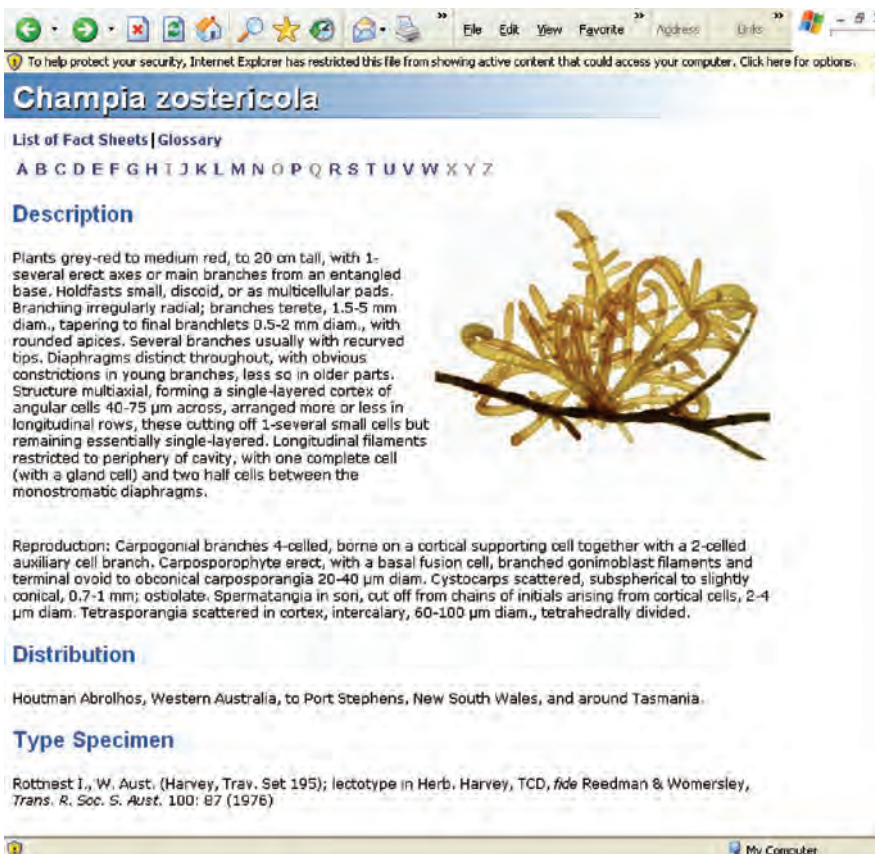 » File Edit View Favorite » Address Links »
To help protect your security, Internet Explorer has restricted this file from showing active content that could access your computer. Click here for options.
Champia zostericola
List of Fact Sheets|Glossary
A B C D E F G H I J K L M N O P Q R S T U V W X Y Z
Description
Plants grey-red to medium red, to 20 cm tall, with 1-
several erect axes or main branches from an entangled
base. Holdfasts small, discoid, or as multicellular pads.
Branching irregularly radial; branches terete, 1.5-5 mm
diam., tapering to final branchlets 0.5-2 mm diam., with
rounded apices. Several branches usually with recurved
tips. Diaphragms distinct throughout, with obvious
constrictions in young branches, less so in older parts.
Structure multiaxial, forming a single-layered cortex of
angular cells 40-75 µm across, arranged more or less in
longitudinal rows, these cutting off 1-several small cells but
remaining essentially single-layered. Longitudinal filaments
restricted to periphery of cavity, with one complete cell
(with a gland cell) and two half cells between the
monostromatic diaphragms.
Reproduction: Carpogonial branches 4-celled, borne on a cortical supporting cell together with a 2-celled
auxiliary cell branch. Carposporophyte erect, with a basal fusion cell, branched gonimoblast filaments and
terminal ovoid to obconical carposporangia 20-40 µm diam. Cystocarps scattered, subspherical to slightly
conical, 0.7-1 mm; ostiolate. Spermatangia in sori, cut off from chains of initials arising from cortical cells, 2-4
µm diam. Tetrasporangia scattered in cortex, intercalary, 60-100 µm diam., tetrahedrally divided.
Distribution
Houtman Abrolhos, Western Australia, to Port Stephens, New South Wales, and around Tasmania.
Type Specimen
Rottnest I., W. Aust. (Harvey, Trav. Set 195); lectotype in Herb. Harvey, TCD, fide Reedman & Womersley,
Trans. R. Soc. S. Aust. 100: 87 (1976)
My Computer